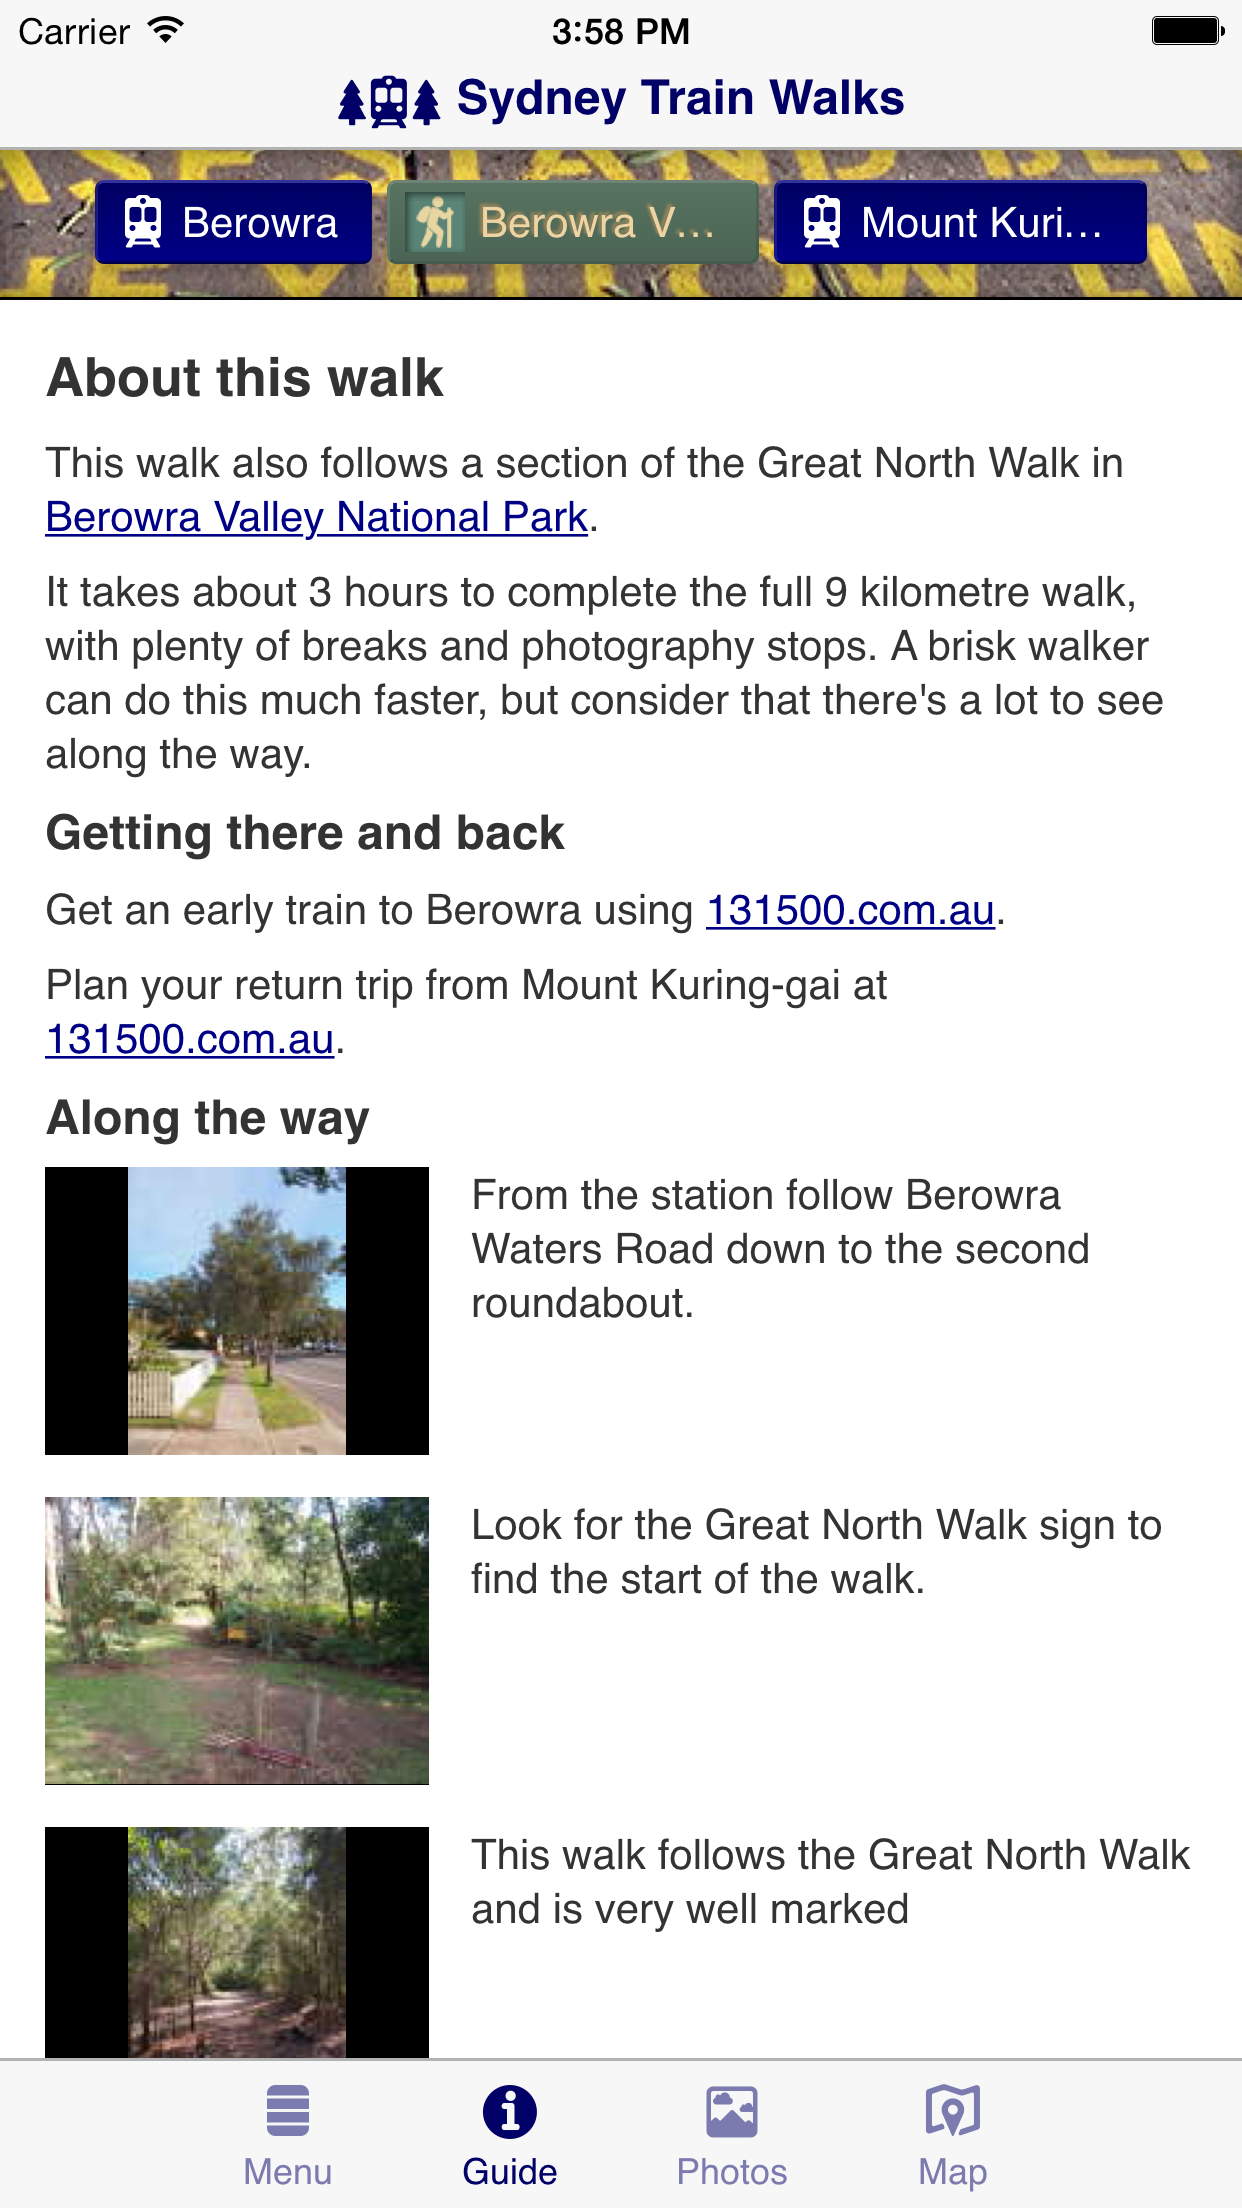 Carrier 3:58 PM
Sydney Train Walks
Berowra Berowra V... Mount Kuri...
About this walk
This walk also follows a section of the Great North Walk in
Berowra Valley National Park.
It takes about 3 hours to complete the full 9 kilometre walk,
with plenty of breaks and photography stops. A brisk walker
can do this much faster, but consider that there's a lot to see
along the way.
Getting there and back
Get an early train to Berowra using 131500.com.au.
Plan your return trip from Mount Kuring-gai at
131500.com.au.
Along the way
From the station follow Berowra
Waters Road down to the second
roundabout.
Look for the Great North Walk sign to
find the start of the walk.
This walk follows the Great North Walk
and is very well marked
Menu Guide Photos Map